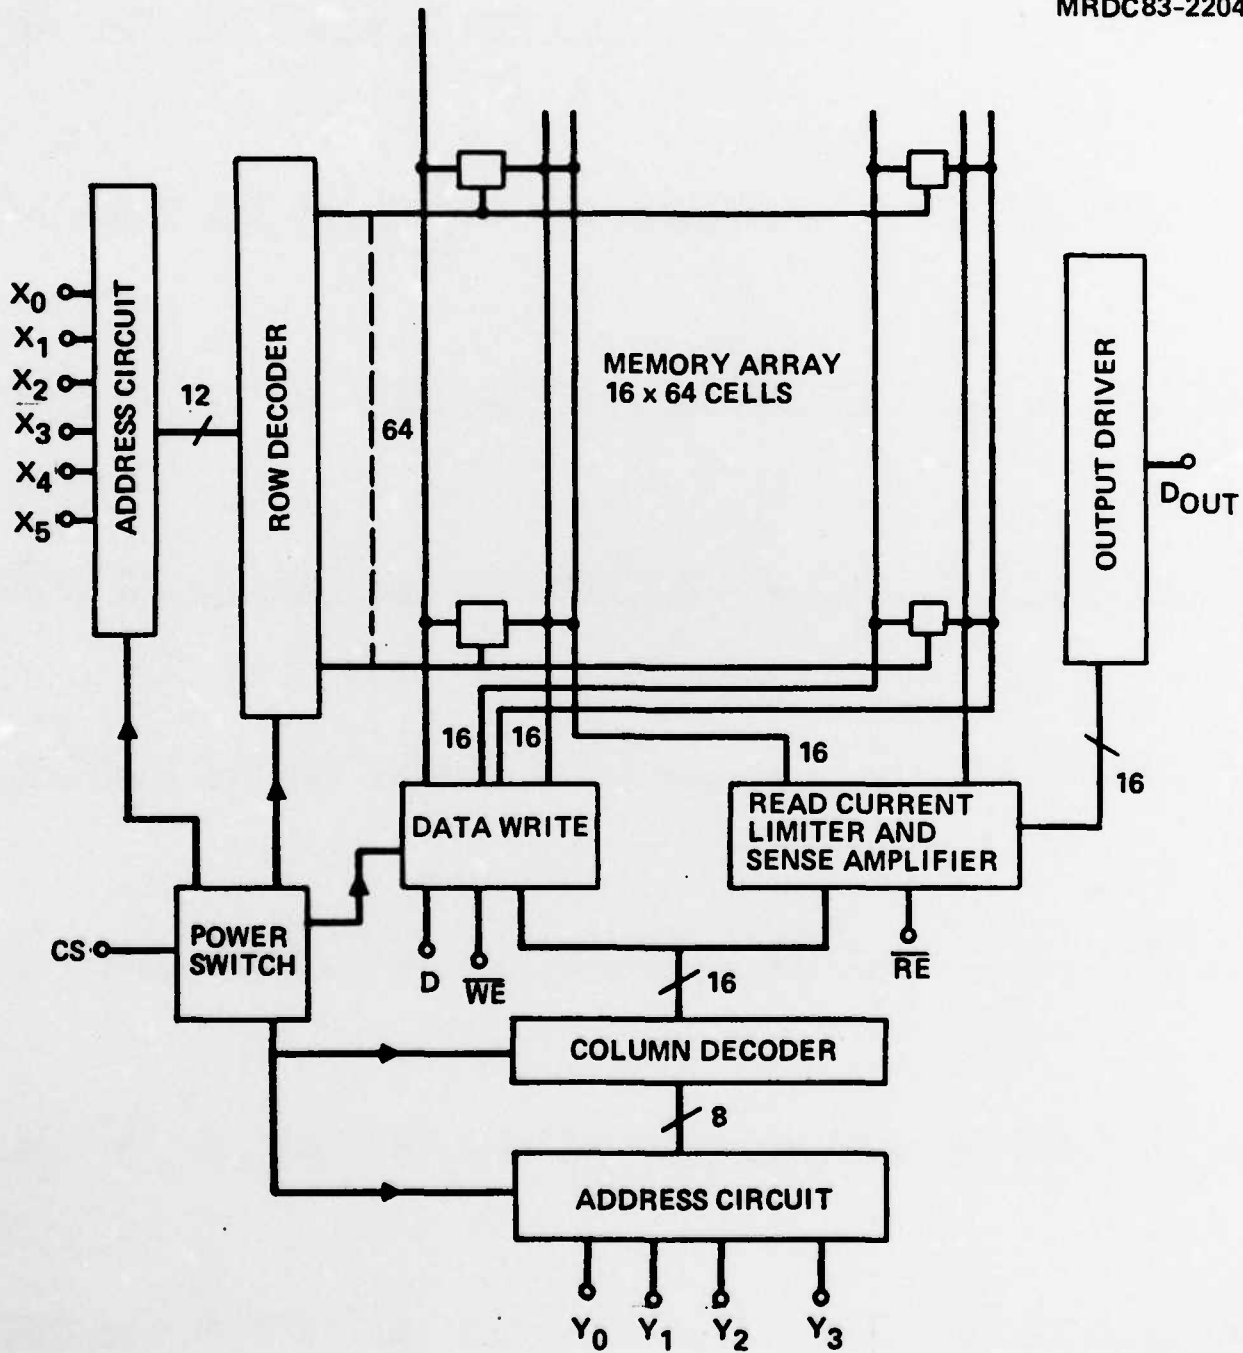 MRDC83-2204
X0
X1
X2
X3
X4
X5
ADDRESS CIRCUIT
12
ROW DECODER
64
MEMORY ARRAY
16 x 64 CELLS
OUTPUT DRIVER
DOUT
16
16
16
16
DATA WRITE
READ CURRENT
LIMITER AND
SENSE AMPLIFIER
CS
POWER
SWITCH
D
W̅E̅
R̅E̅
16
COLUMN DECODER
8
ADDRESS CIRCUIT
Y0
Y1
Y2
Y3